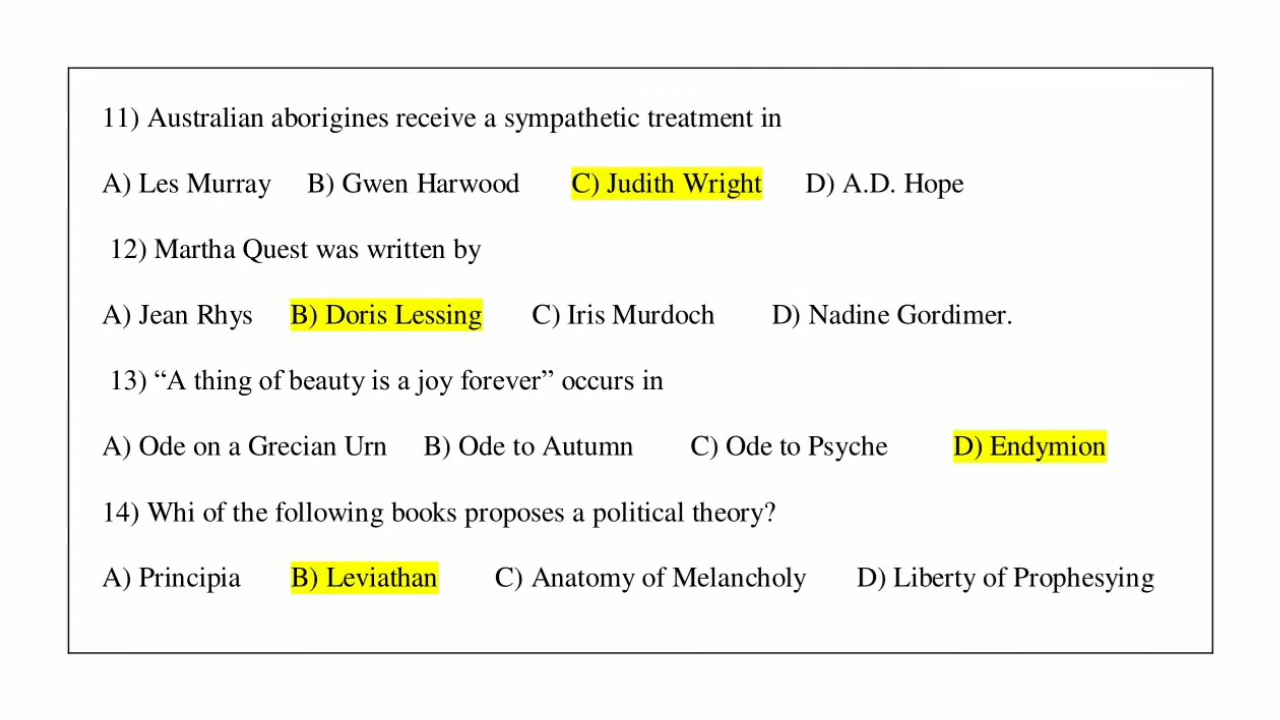 11) Australian aborigines receive a sympathetic treatment in
A) Les Murray B) Gwen Harwood C) Judith Wright D) A.D. Hope
12) Martha Quest was written by
A) Jean Rhys B) Doris Lessing C) Iris Murdoch D) Nadine Gordimer.
13) “A thing of beauty is a joy forever” occurs in
A) Ode on a Grecian Urn B) Ode to Autumn C) Ode to Psyche D) Endymion
14) Whi of the following books proposes a political theory?
A) Principia B) Leviathan C) Anatomy of Melancholy D) Liberty of Prophesying